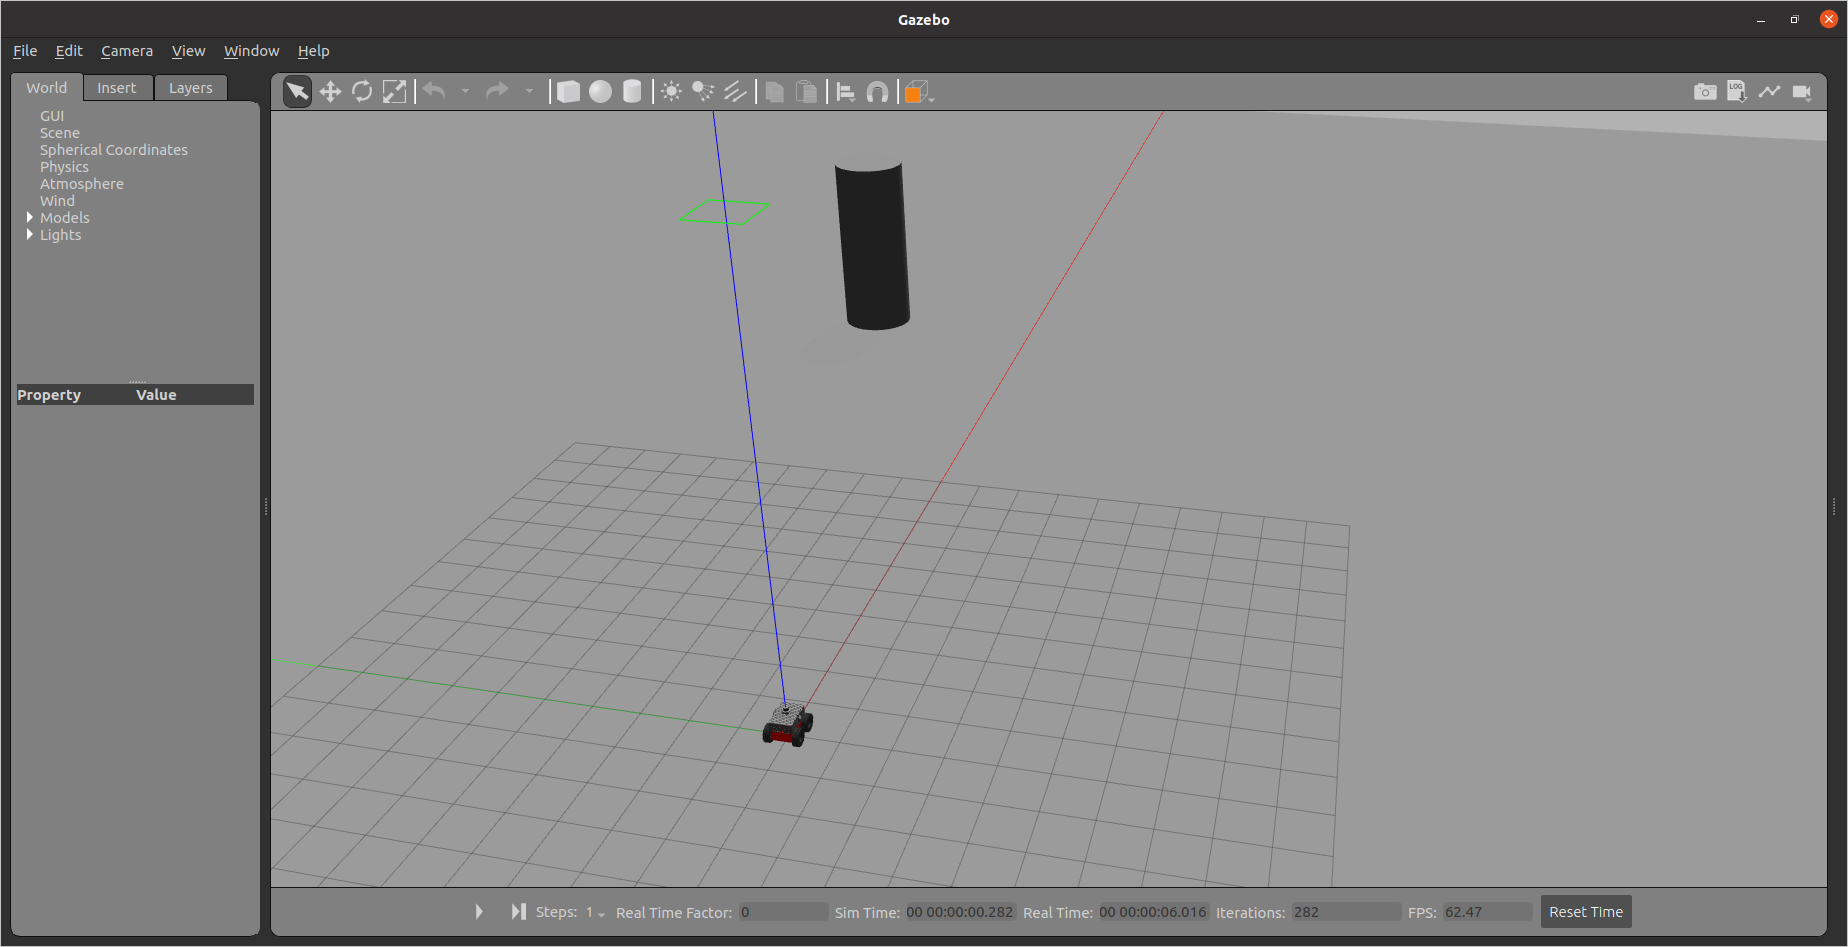 Gazebo
File Edit Camera View Window Help
World Insert Layers
LOG
GUI
Scene
Spherical Coordinates
Physics
Atmosphere
Wind
Models
Lights
Property Value
Steps: 1 Real Time Factor: 0 Sim Time: 00 00:00:00.282 Real Time: 00 00:00:06.016 Iterations: 282 FPS: 62.47 Reset Time